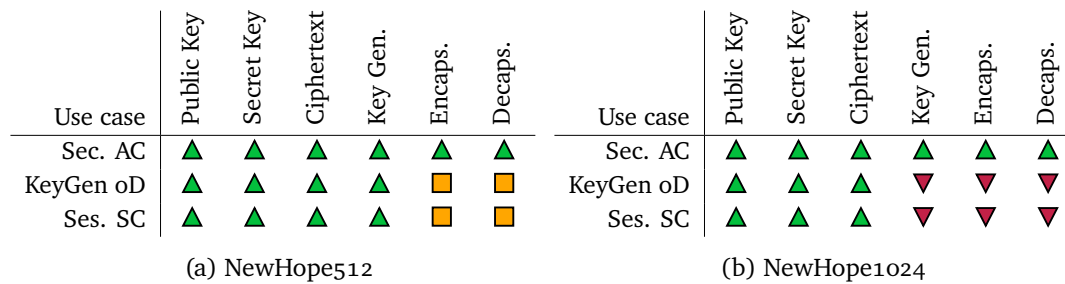 Use case Public Key Secret Key Ciphertext Key Gen. Encaps. Decaps.
Sec. AC
KeyGen oD
Ses. SC
(a) NewHope512
Use case Public Key Secret Key Ciphertext Key Gen. Encaps. Decaps.
Sec. AC
KeyGen oD
Ses. SC
(b) NewHope1024